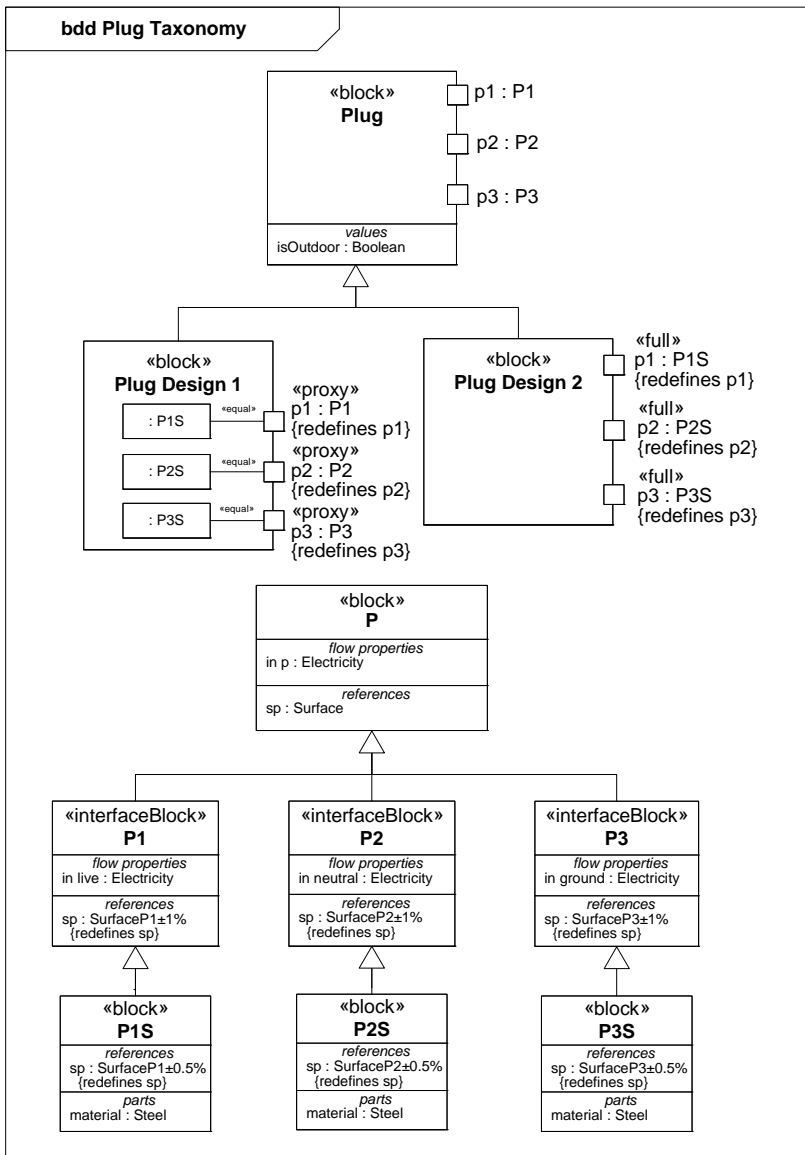 bdd Plug Taxonomy
«block»
Plug
p1 : P1
p2 : P2
p3 : P3
values
isOutdoor : Boolean
«block»
Plug Design 1
: P1S
«equal»
: P2S
«equal»
: P3S
«equal»
«proxy»
p1 : P1
{redefines p1}
«proxy»
p2 : P2
{redefines p2}
«proxy»
p3 : P3
{redefines p3}
«block»
Plug Design 2
«full»
p1 : P1S
{redefines p1}
«full»
p2 : P2S
{redefines p2}
«full»
p3 : P3S
{redefines p3}
«block»
P
flow properties
in p : Electricity
references
sp : Surface
«interfaceBlock»
P1
flow properties
in live : Electricity
references
sp : SurfaceP1±1%
{redefines sp}
«interfaceBlock»
P2
flow properties
in neutral : Electricity
references
sp : SurfaceP2±1%
{redefines sp}
«interfaceBlock»
P3
flow properties
in ground : Electricity
references
sp : SurfaceP3±1%
{redefines sp}
«block»
P1S
references
sp : SurfaceP1±0.5%
{redefines sp}
parts
material : Steel
«block»
P2S
references
sp : SurfaceP2±0.5%
{redefines sp}
parts
material : Steel
«block»
P3S
references
sp : SurfaceP3±0.5%
{redefines sp}
parts
material : Steel